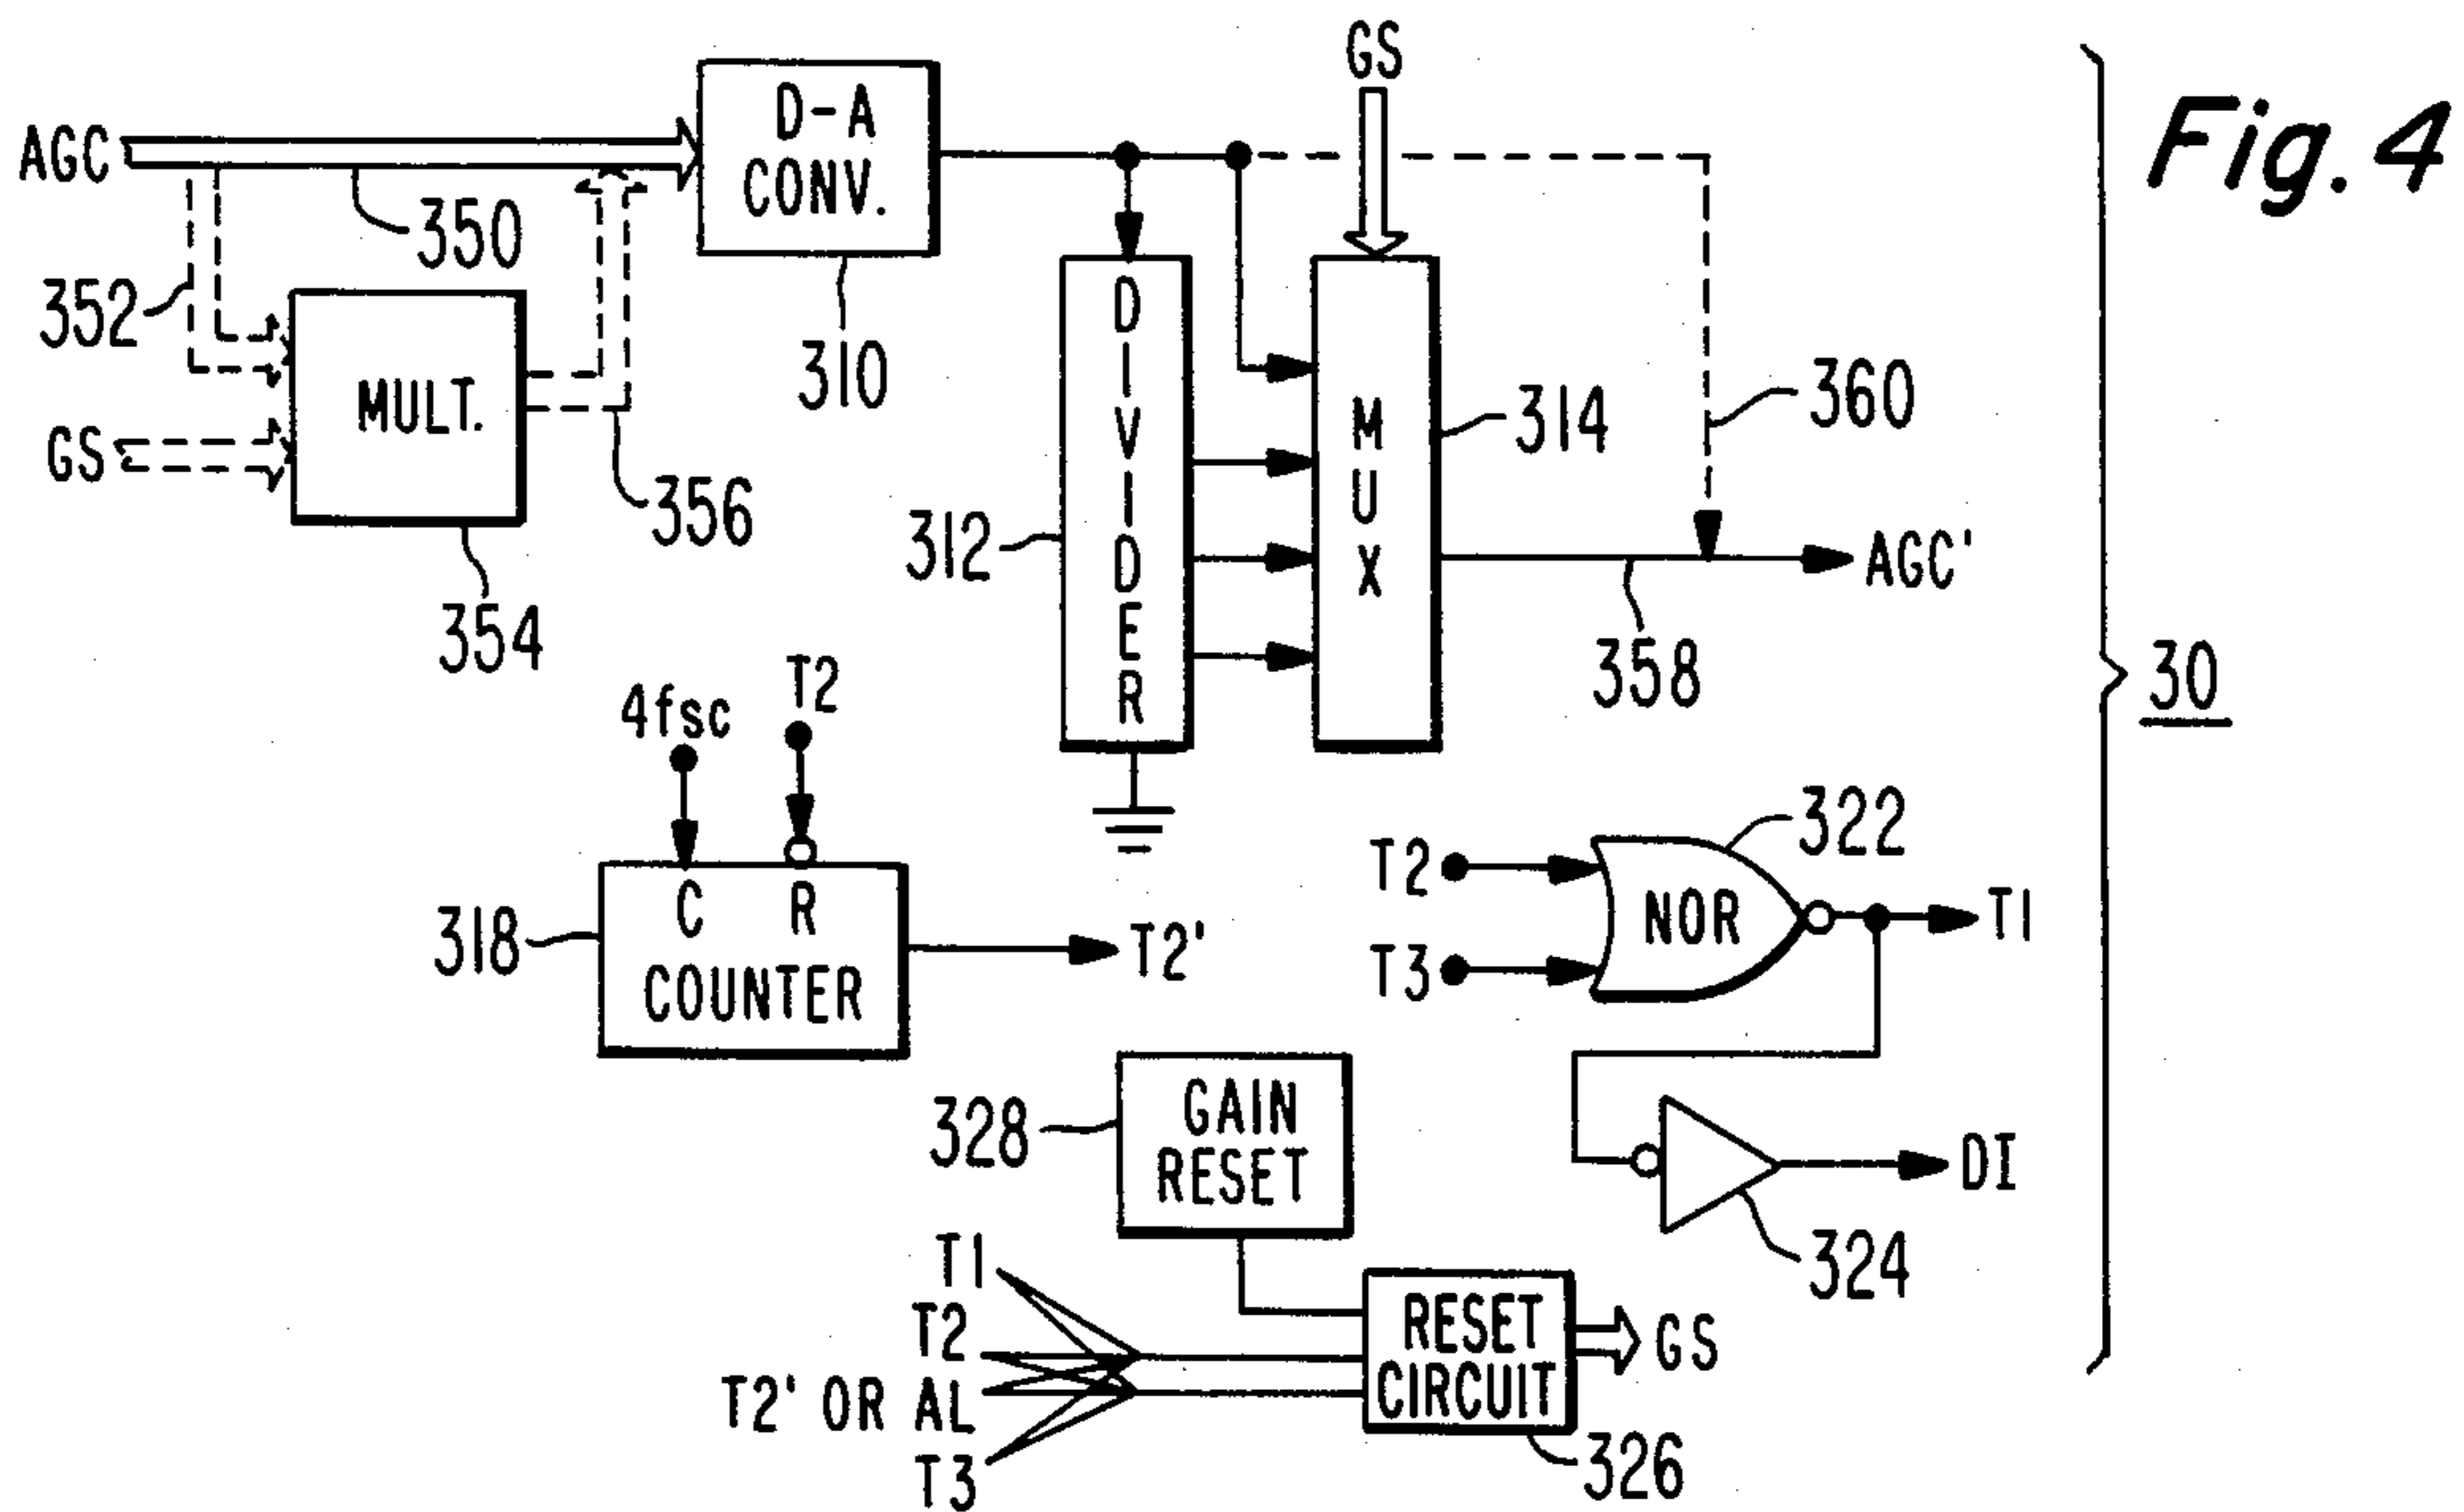 Fig. 4
AGC
D-A
CONV.
GS
350
352
310
MULT.
GS
356
354
DIVIDER
312
MUX
314
360
AGC'
358
30
4fsc
T2
C
R
COUNTER
318
T2'
T2
T3
NOR
322
T1
DI
324
GAIN
RESET
328
T1
T2
T2' OR AL
T3
RESET
CIRCUIT
GS
326